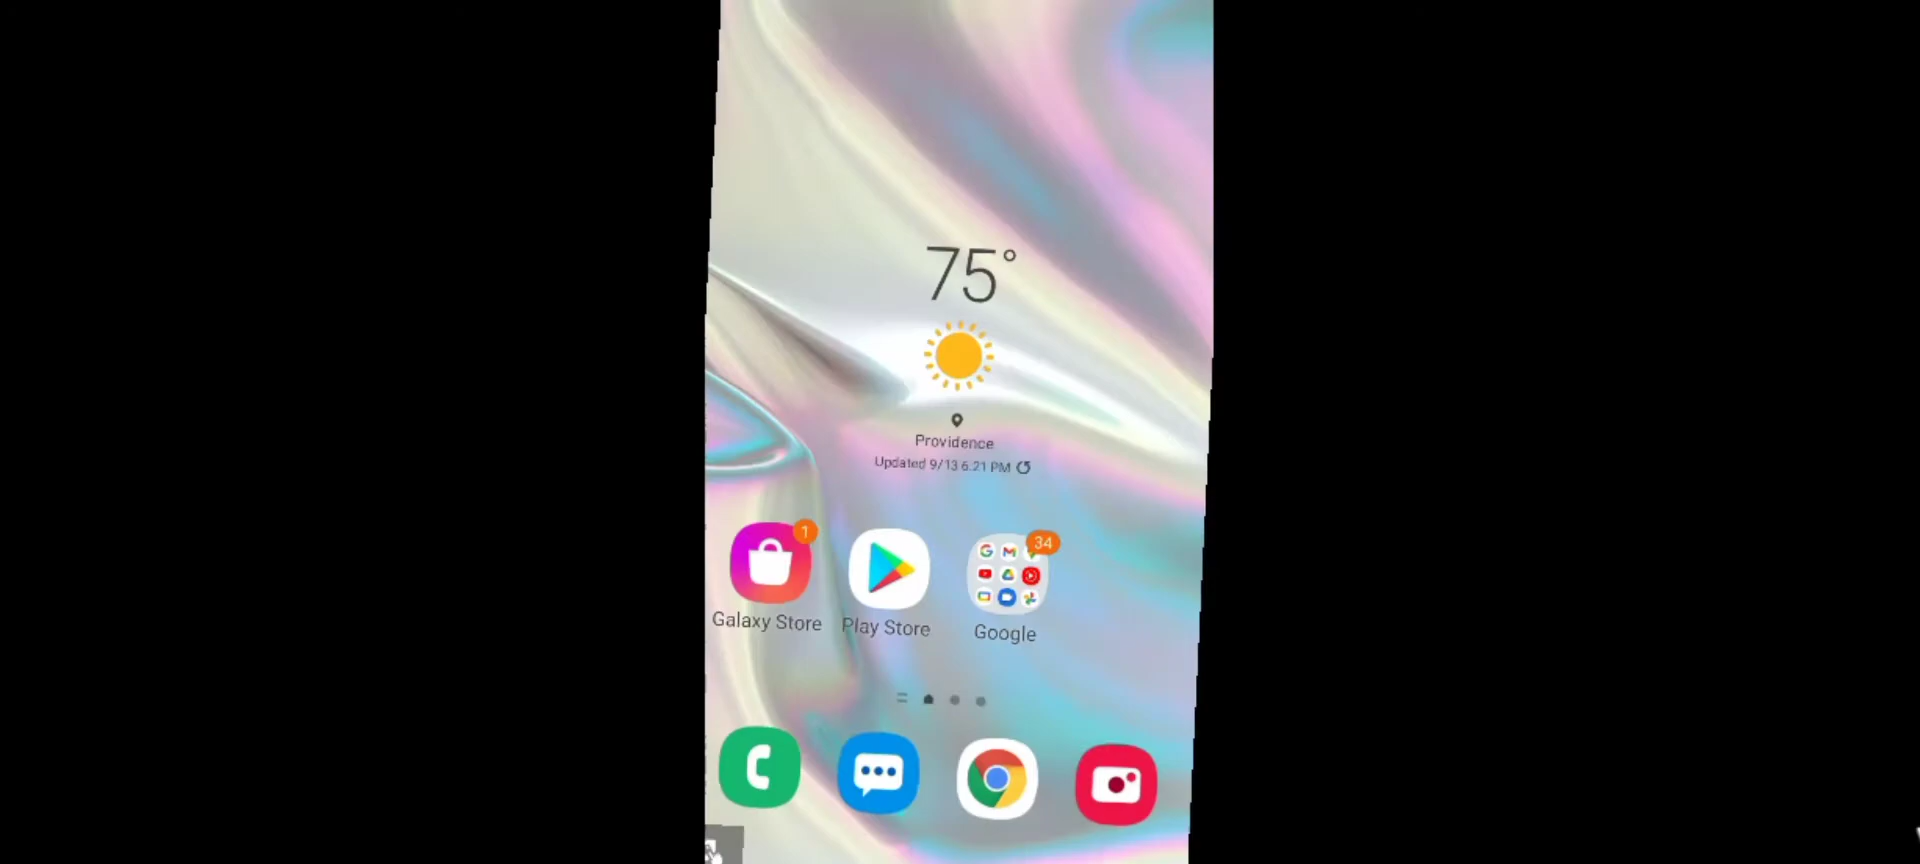 75°
Providence
Updated 9/13 6:21 PM
1
34
Galaxy Store
Play Store
Google